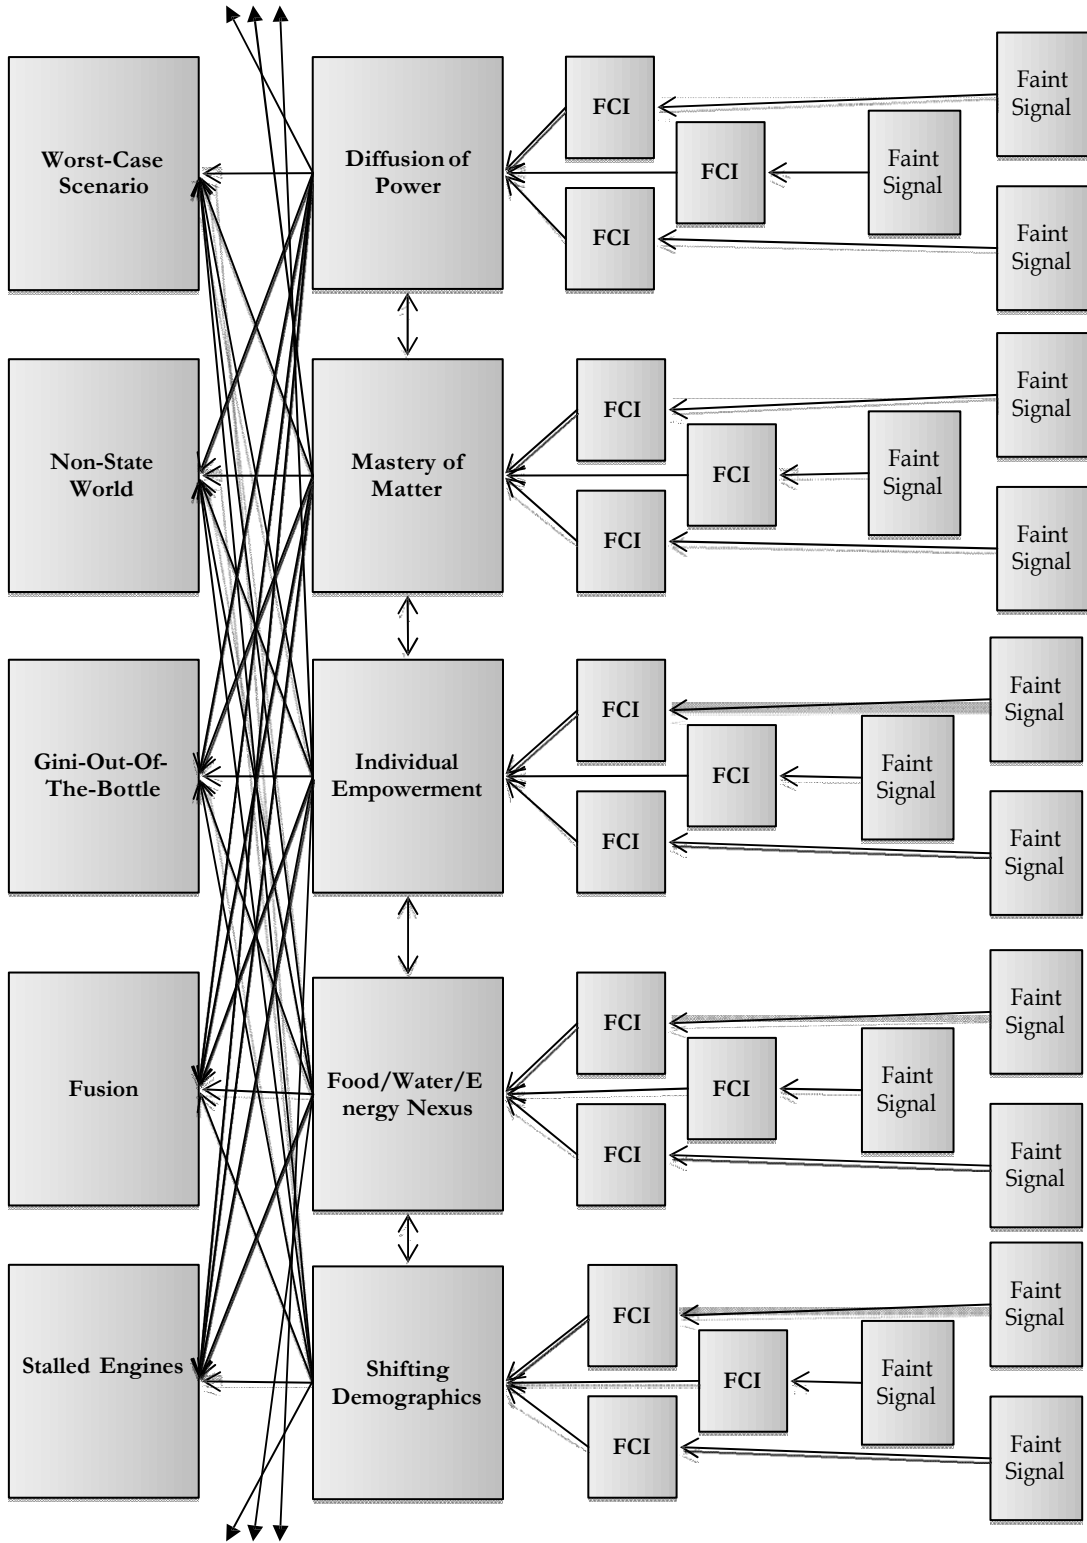 Worst-Case
Scenario
Diffusion of
Power
FCI
FCI
FCI
Faint
Signal
Faint
Signal
Faint
Signal
Non-State
World
Mastery of
Matter
FCI
FCI
FCI
Faint
Signal
Faint
Signal
Faint
Signal
Gini-Out-Of-
The-Bottle
Individual
Empowerment
FCI
FCI
FCI
Faint
Signal
Faint
Signal
Faint
Signal
Fusion
Food/Water/E
nergy Nexus
FCI
FCI
FCI
Faint
Signal
Faint
Signal
Faint
Signal
Stalled Engines
Shifting
Demographics
FCI
FCI
FCI
Faint
Signal
Faint
Signal
Faint
Signal